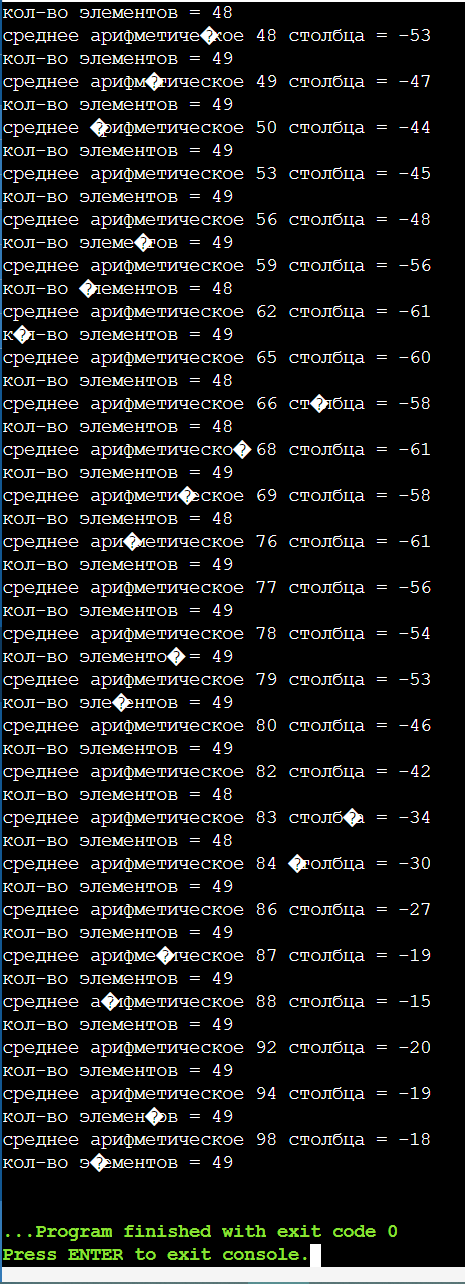 кол-во элементов = 48
среднее арифметиче�кое 48 столбца = -53
кол-во элементов = 49
среднее арифм�тическое 49 столбца = -47
кол-во элементов = 49
среднее �рифметическое 50 столбца = -44
кол-во элементов = 49
среднее арифметическое 53 столбца = -45
кол-во элементов = 49
среднее арифметическое 56 столбца = -48
кол-во элеме�тов = 49
среднее арифметическое 59 столбца = -56
кол-во �лементов = 48
среднее арифметическое 62 столбца = -61
к�л-во элементов = 49
среднее арифметическое 65 столбца = -60
кол-во элементов = 48
среднее арифметическое 66 ст�лбца = -58
кол-во элементов = 48
среднее арифметическо� 68 столбца = -61
кол-во элементов = 49
среднее арифмети�еское 69 столбца = -58
кол-во элементов = 48
среднее ари�метическое 76 столбца = -61
кол-во элементов = 49
среднее арифметическое 77 столбца = -56
кол-во элементов = 49
среднее арифметическое 78 столбца = -54
кол-во элементо� = 49
среднее арифметическое 79 столбца = -53
кол-во эле�ентов = 49
среднее арифметическое 80 столбца = -46
кол-во элементов = 49
среднее арифметическое 82 столбца = -42
кол-во элементов = 48
среднее арифметическое 83 столб�а = -34
кол-во элементов = 48
среднее арифметическое 84 �толбца = -30
кол-во элементов = 49
среднее арифметическое 86 столбца = -27
кол-во элементов = 49
среднее арифме�ическое 87 столбца = -19
кол-во элементов = 49
среднее а�ифметическое 88 столбца = -15
кол-во элементов = 49
среднее арифметическое 92 столбца = -20
кол-во элементов = 49
среднее арифметическое 94 столбца = -19
кол-во элемен�ов = 49
среднее арифметическое 98 столбца = -18
кол-во э�ементов = 49
...Program finished with exit code 0
Press ENTER to exit console.